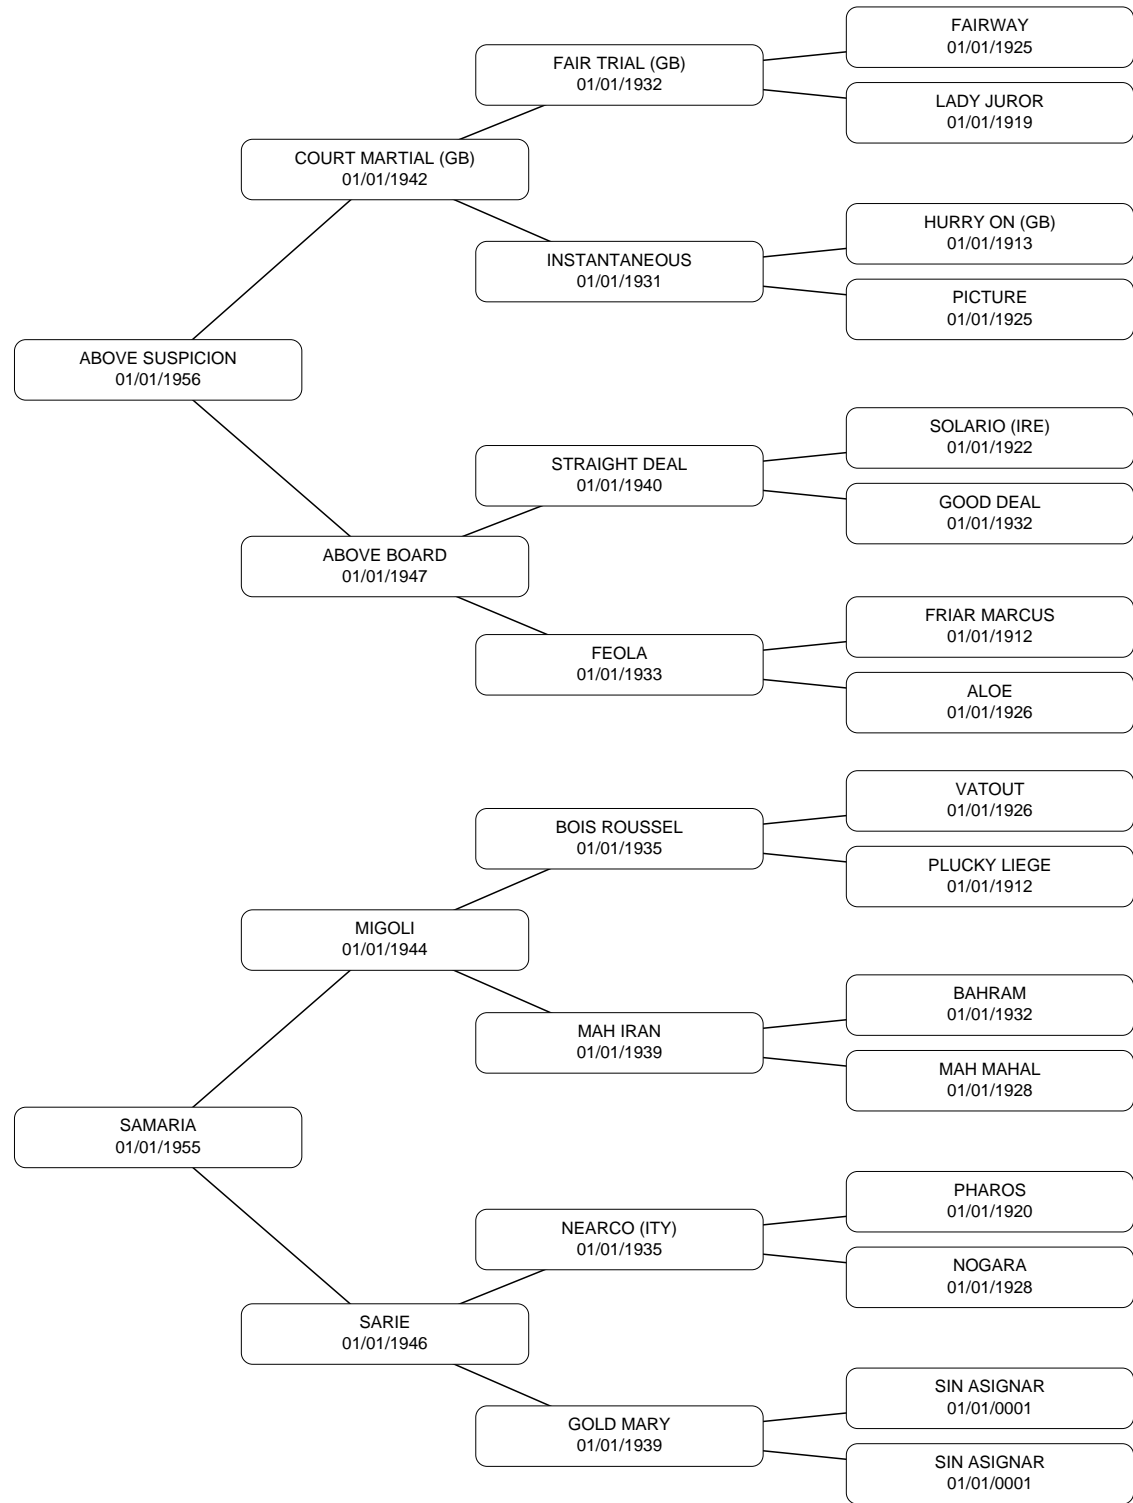 FAIRWAY
01/01/1925
FAIR TRIAL (GB)
01/01/1932
LADY JUROR
01/01/1919
COURT MARTIAL (GB)
01/01/1942
HURRY ON (GB)
01/01/1913
INSTANTANEOUS
01/01/1931
PICTURE
01/01/1925
ABOVE SUSPICION
01/01/1956
SOLARIO (IRE)
01/01/1922
STRAIGHT DEAL
01/01/1940
GOOD DEAL
01/01/1932
ABOVE BOARD
01/01/1947
FRIAR MARCUS
01/01/1912
FEOLA
01/01/1933
ALOE
01/01/1926
VATOUT
01/01/1926
BOIS ROUSSEL
01/01/1935
PLUCKY LIEGE
01/01/1912
MIGOLI
01/01/1944
BAHRAM
01/01/1932
MAH IRAN
01/01/1939
MAH MAHAL
01/01/1928
SAMARIA
01/01/1955
PHAROS
01/01/1920
NEARCO (ITY)
01/01/1935
NOGARA
01/01/1928
SARIE
01/01/1946
SIN ASIGNAR
01/01/0001
GOLD MARY
01/01/1939
SIN ASIGNAR
01/01/0001